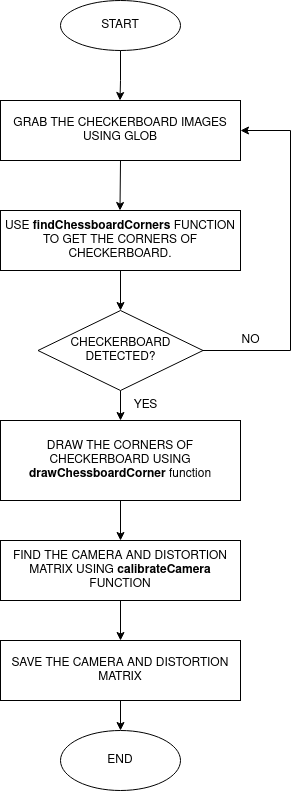 START
GRAB THE CHECKERBOARD IMAGES
USING GLOB
USE findChessboardCorners FUNCTION
TO GET THE CORNERS OF
CHECKERBOARD.
CHECKERBOARD
DETECTED?
NO
YES
DRAW THE CORNERS OF
CHECKERBOARD USING
drawChessboardCorner function
FIND THE CAMERA AND DISTORTION
MATRIX USING calibrateCamera
FUNCTION
SAVE THE CAMERA AND DISTORTION
MATRIX
END